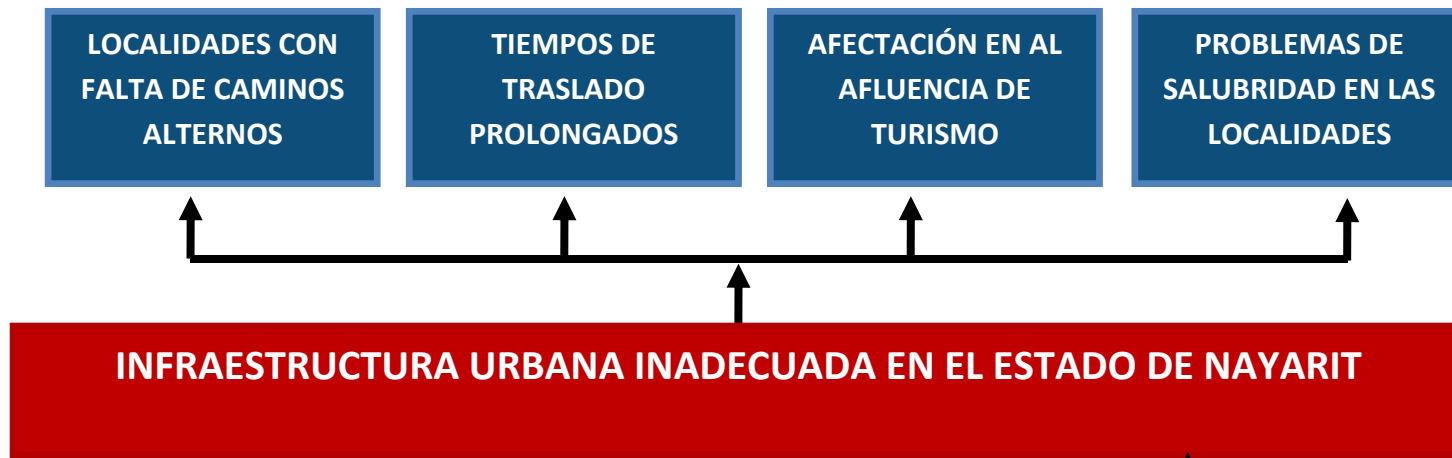 LOCALIDADES CON
FALTA DE CAMINOS
ALTERNOS
TIEMPOS DE
TRASLADO
PROLONGADOS
AFECTACIÓN EN AL
AFLUENCIA DE
TURISMO
PROBLEMAS DE
SALUBRIDAD EN LAS
LOCALIDADES
INFRAESTRUCTURA URBANA INADECUADA EN EL ESTADO DE NAYARIT